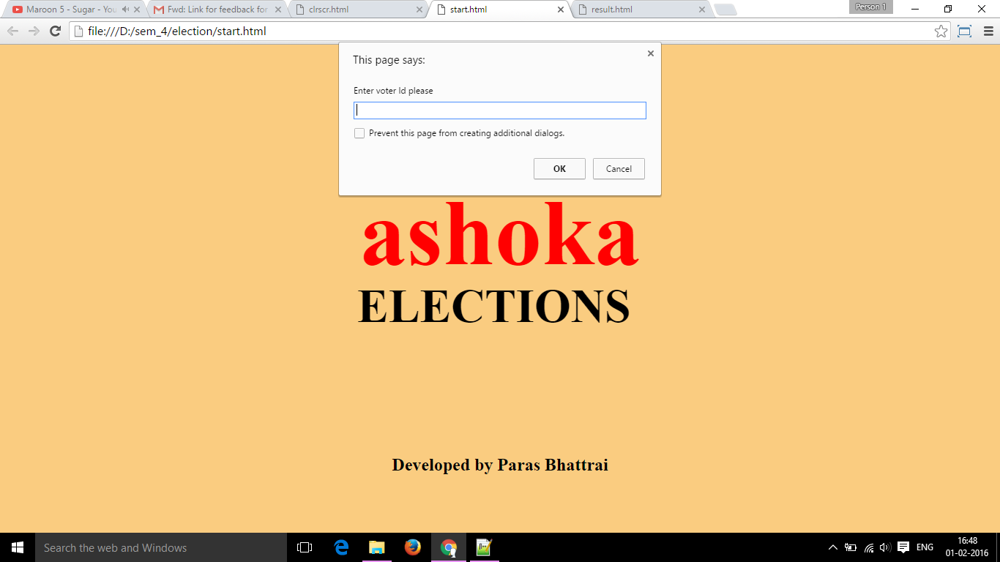 Maroon 5 - Sugar - You
Fwd: Link for feedback for
clrscr.html
start.html
result.html
Person 1
file:///D:/sem_4/election/start.html
This page says:
Enter voter Id please
Prevent this page from creating additional dialogs.
OK Cancel
ashoka
ELECTIONS
Developed by Paras Bhattrai
Search the web and Windows
ENG
16:48
01-02-2016